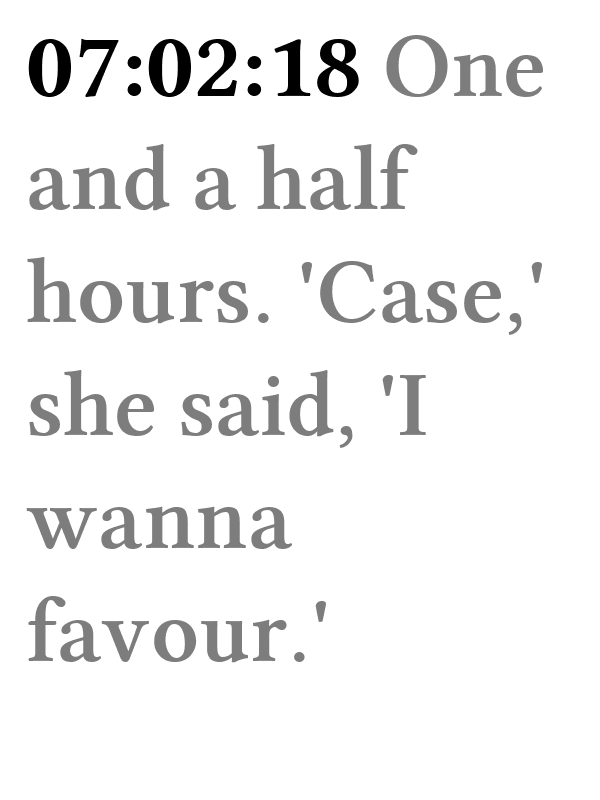 07:02:18 One
and a half
hours. 'Case,'
she said, 'I
wanna
favour.'